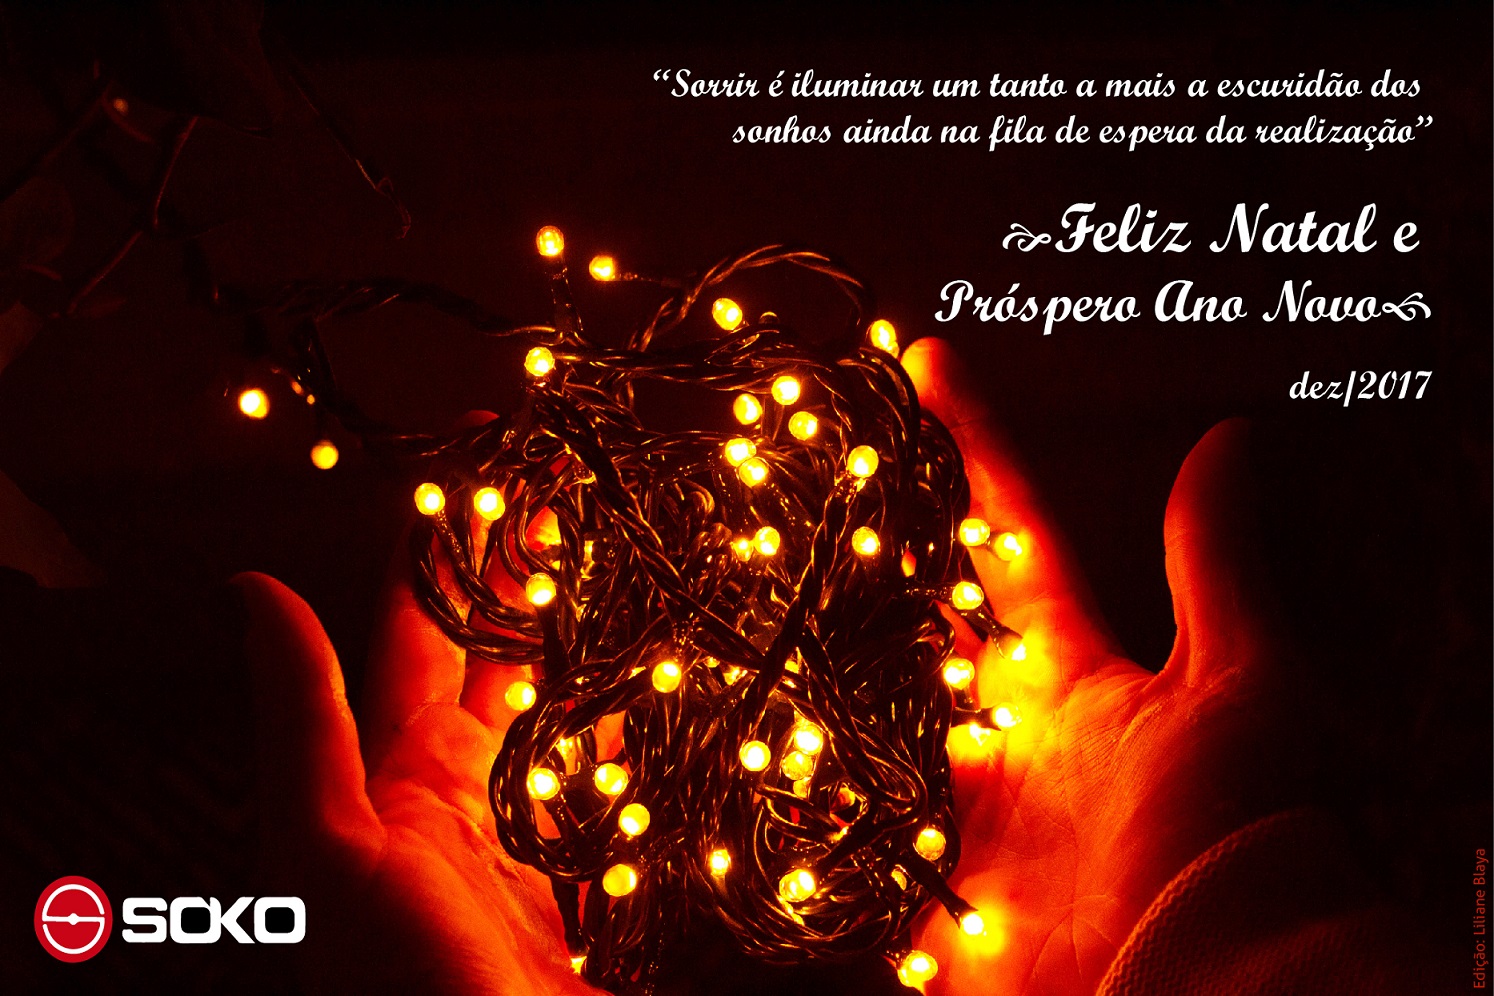 “Sorrir é iluminar um tanto a mais a escuridão dos
sonhos ainda na fila de espera da realização”
Feliz Natal e
Próspero Ano Novo
dez/2017
SOKO
Edição: Liliane Blaya